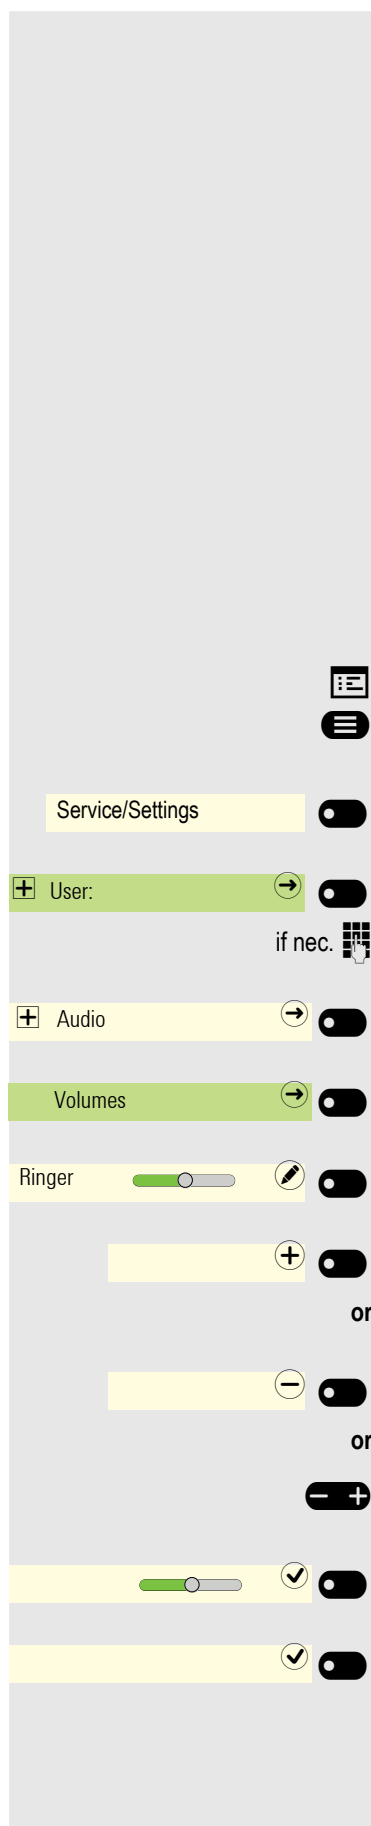 Service/Settings
User:
if nec.
Audio
Volumes
Ringer
or
or